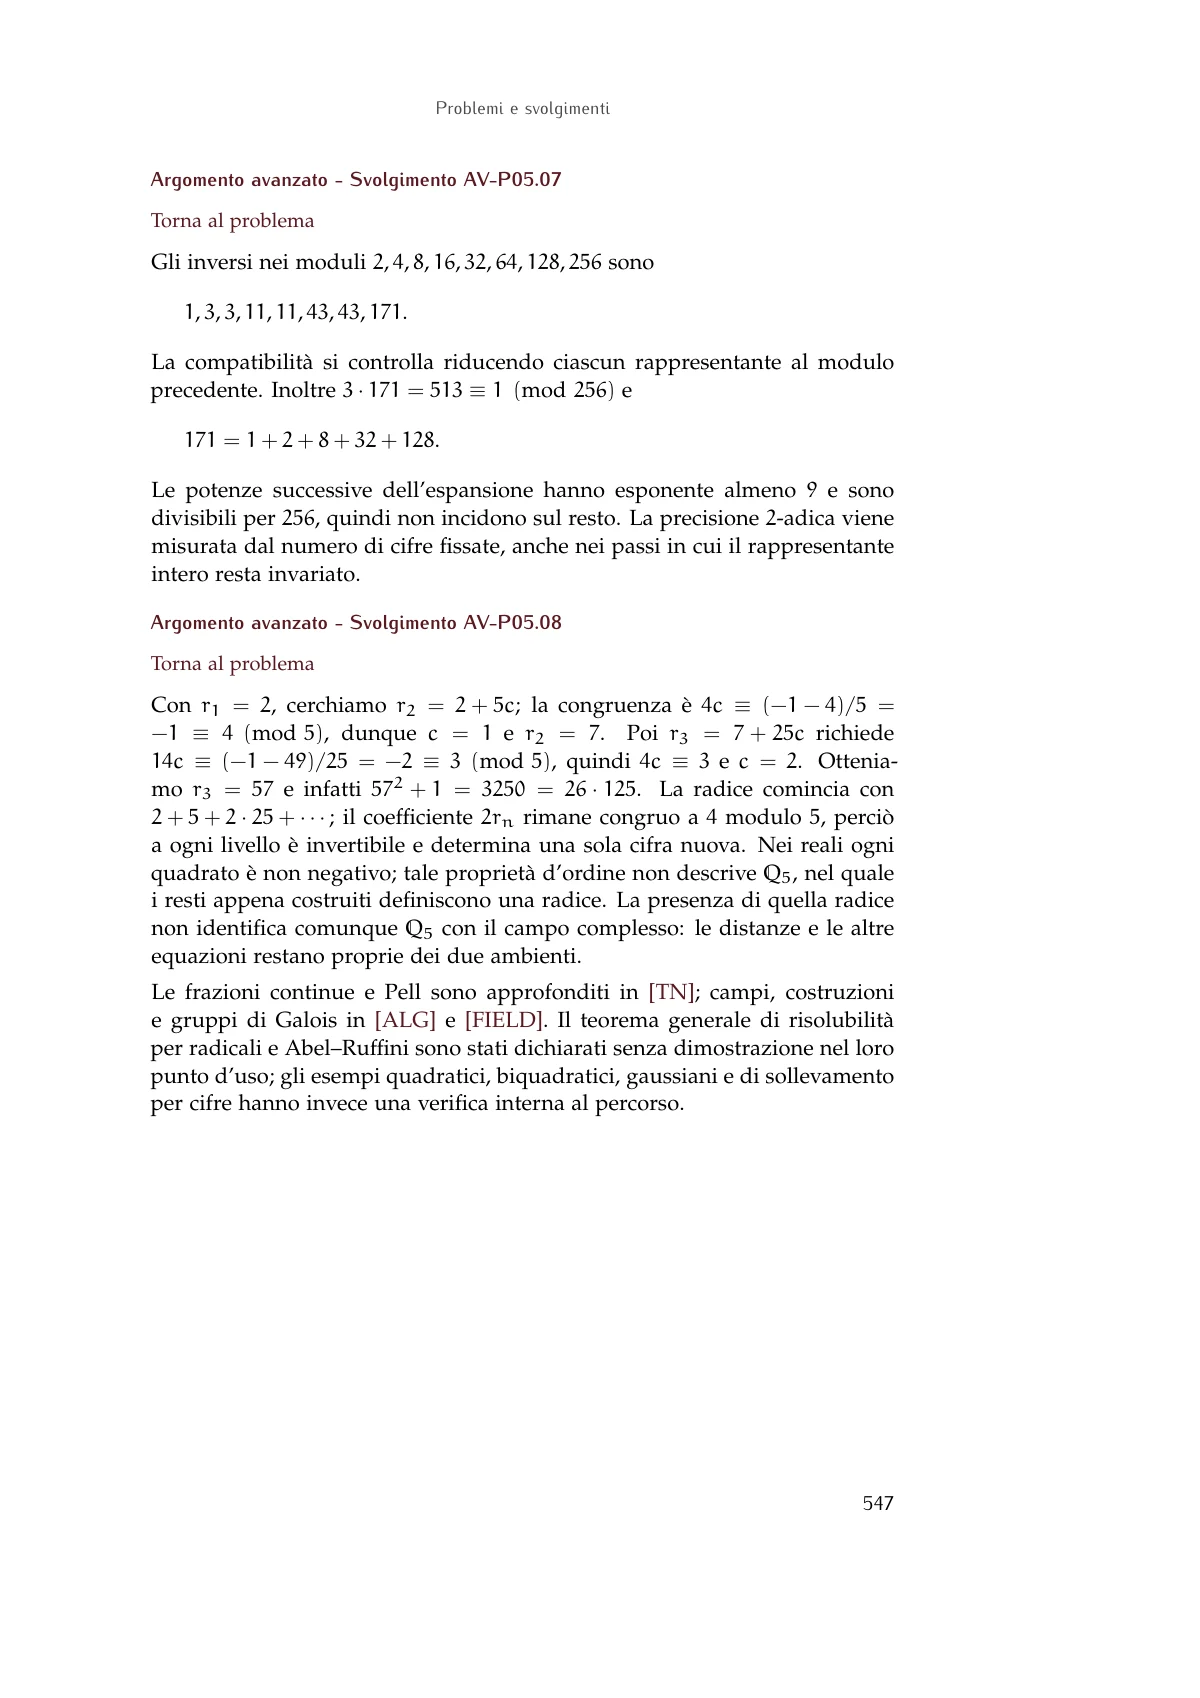 Problemi e svolgimenti
Argomento avanzato – Svolgimento AV-P05.07
Torna al problema
Gli inversi nei moduli 2, 4, 8, 16, 32, 64, 128, 256 sono
1, 3, 3, 11, 11, 43, 43, 171.
La compatibilità si controlla riducendo ciascun rappresentante al modulo
precedente. Inoltre 3 · 171 = 513 ≡ 1 (mod 256) e
171 = 1 + 2 + 8 + 32 + 128.
Le potenze successive dell’espansione hanno esponente almeno 9 e sono
divisibili per 256, quindi non incidono sul resto. La precisione 2-adica viene
misurata dal numero di cifre fissate, anche nei passi in cui il rappresentante
intero resta invariato.
Argomento avanzato – Svolgimento AV-P05.08
Torna al problema
Con r₁ = 2, cerchiamo r₂ = 2 + 5c; la congruenza è 4c ≡ (−1 − 4)/5 =
−1 ≡ 4 (mod 5), dunque c = 1 e r₂ = 7. Poi r₃ = 7 + 25c richiede
14c ≡ (−1 − 49)/25 = −2 ≡ 3 (mod 5), quindi 4c ≡ 3 e c = 2. Ottenia-
mo r₃ = 57 e infatti 57² + 1 = 3250 = 26 · 125. La radice comincia con
2 + 5 + 2 · 25 + ···; il coefficiente 2rₙ rimane congruo a 4 modulo 5, perciò
a ogni livello è invertibile e determina una sola cifra nuova. Nei reali ogni
quadrato è non negativo; tale proprietà d’ordine non descrive ℚ₅, nel quale
i resti appena costruiti definiscono una radice. La presenza di quella radice
non identifica comunque ℚ₅ con il campo complesso: le distanze e le altre
equazioni restano proprie dei due ambienti.
Le frazioni continue e Pell sono approfonditi in [TN]; campi, costruzioni
e gruppi di Galois in [ALG] e [FIELD]. Il teorema generale di risolubilità
per radicali e Abel–Ruffini sono stati dichiarati senza dimostrazione nel loro
punto d’uso; gli esempi quadratici, biquadratici, gaussiani e di sollevamento
per cifre hanno invece una verifica interna al percorso.
547